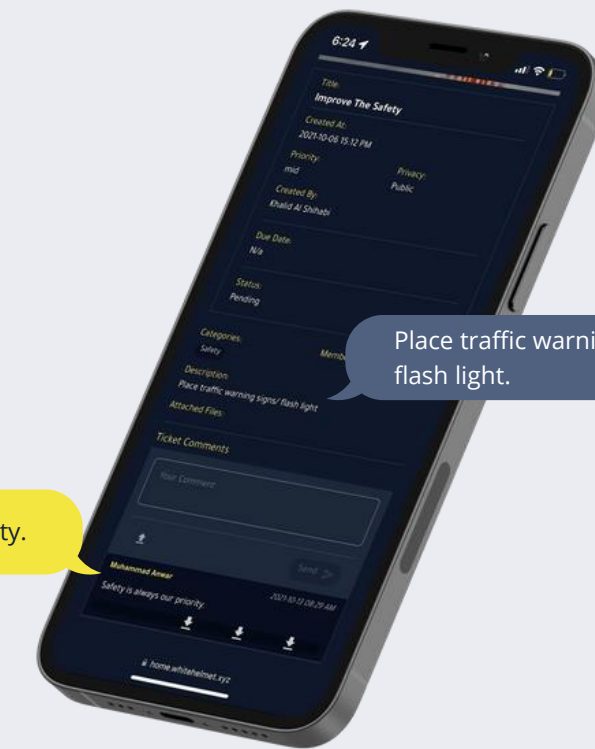 6:24
Title:
Improve The Safety
Created At:
2021-10-06 15:12 PM
Priority: Privacy:
mid Public
Created By:
Khalid Al Shihabi
Due Date:
N/a
Status:
Pending
Categories: Memb
Safety
Place traffic warni
flash light.
Description:
Place traffic warning signs/ flash light
Attached Files:
Ticket Comments
Your Comment
Send
ty.
Muhammad Anwar 2021-10-13 08:29 AM
Safety is always our priority.
home.whitehelmet.xyz